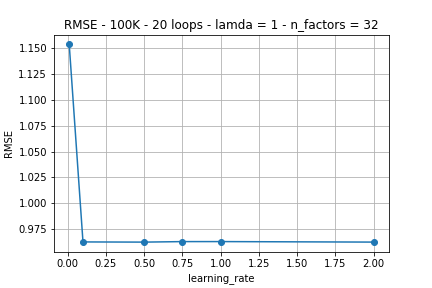 RMSE - 100K - 20 loops - lamda = 1 - n_factors = 32
1.150
1.125
1.100
1.075
1.050
1.025
1.000
0.975
RMSE
0.00 0.25 0.50 0.75 1.00 1.25 1.50 1.75 2.00
learning_rate